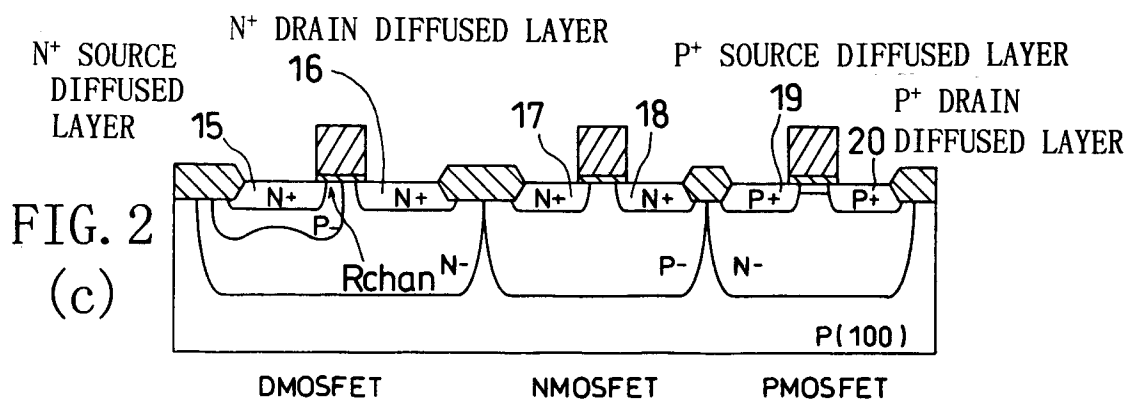 N+ SOURCE
DIFFUSED
LAYER
N+ DRAIN DIFFUSED LAYER
P+ SOURCE DIFFUSED LAYER
P+ DRAIN
DIFFUSED LAYER
15
16
17
18
19
20
N+
N+
N+
N+
P+
P+
P-
Rchan
N-
P-
N-
P(100)
FIG. 2
(c)
DMOSFET
NMOSFET
PMOSFET